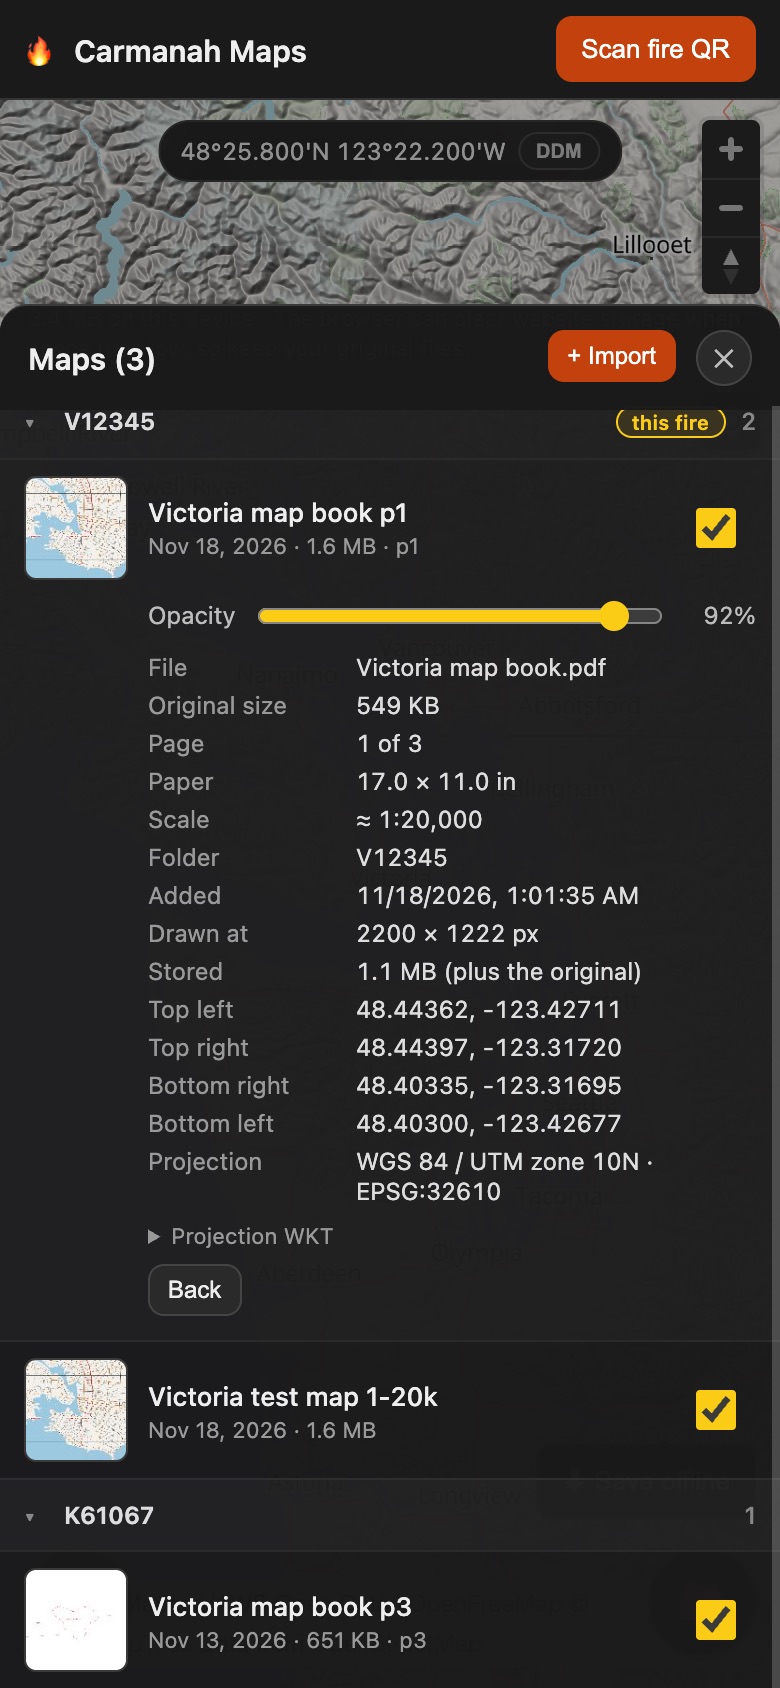 Carmanah Maps
Scan fire QR
48°25.800'N 123°22.200'W DDM
Lillooet
Maps (3)
+ Import
V12345
this fire 2
Victoria map book p1
Nov 18, 2026 · 1.6 MB · p1
Opacity 92%
File Victoria map book.pdf
Original size 549 KB
Page 1 of 3
Paper 17.0 × 11.0 in
Scale ≈ 1:20,000
Folder V12345
Added 11/18/2026, 1:01:35 AM
Drawn at 2200 × 1222 px
Stored 1.1 MB (plus the original)
Top left 48.44362, -123.42711
Top right 48.44397, -123.31720
Bottom right 48.40335, -123.31695
Bottom left 48.40300, -123.42677
Projection WGS 84 / UTM zone 10N ·
EPSG:32610
Projection WKT
Back
Victoria test map 1-20k
Nov 18, 2026 · 1.6 MB
K61067 1
Victoria map book p3
Nov 13, 2026 · 651 KB · p3